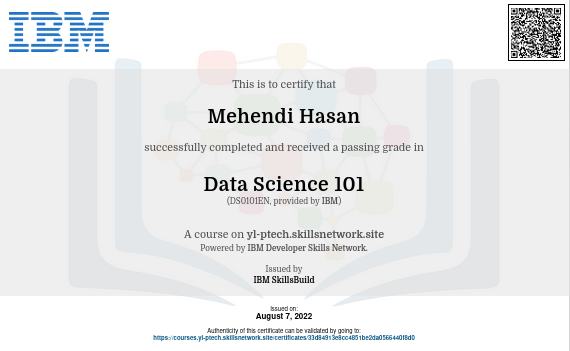 IBM
This is to certify that
Mehendi Hasan
successfully completed and received a passing grade in
Data Science 101
(DS0101EN, provided by IBM)
A course on yl-ptech.skillsnetwork.site
Powered by IBM Developer Skills Network.
Issued by
IBM SkillsBuild
Issued on:
August 7, 2022
Authenticity of this certificate can be validated by going to:
https://courses.yl-ptech.skillsnetwork.site/certificates/33d84913e8cc4851be2da0566440f8d0